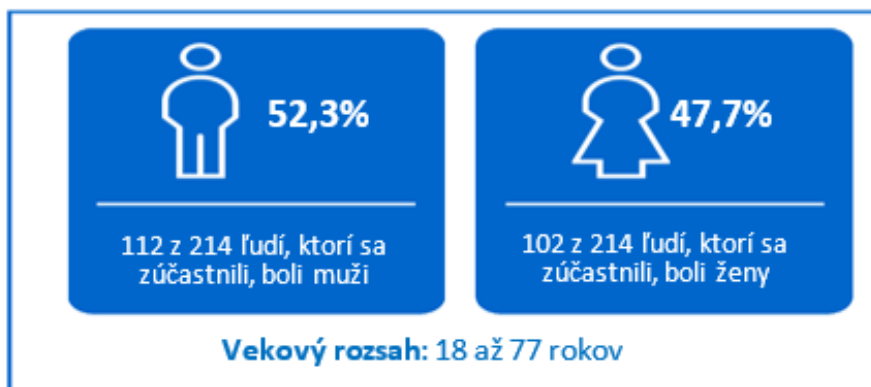 52,3%
112 z 214 ľudí, ktorí sa
zúčastnili, boli muži
47,7%
102 z 214 ľudí, ktorí sa
zúčastnili, boli ženy
Vekový rozsah: 18 až 77 rokov